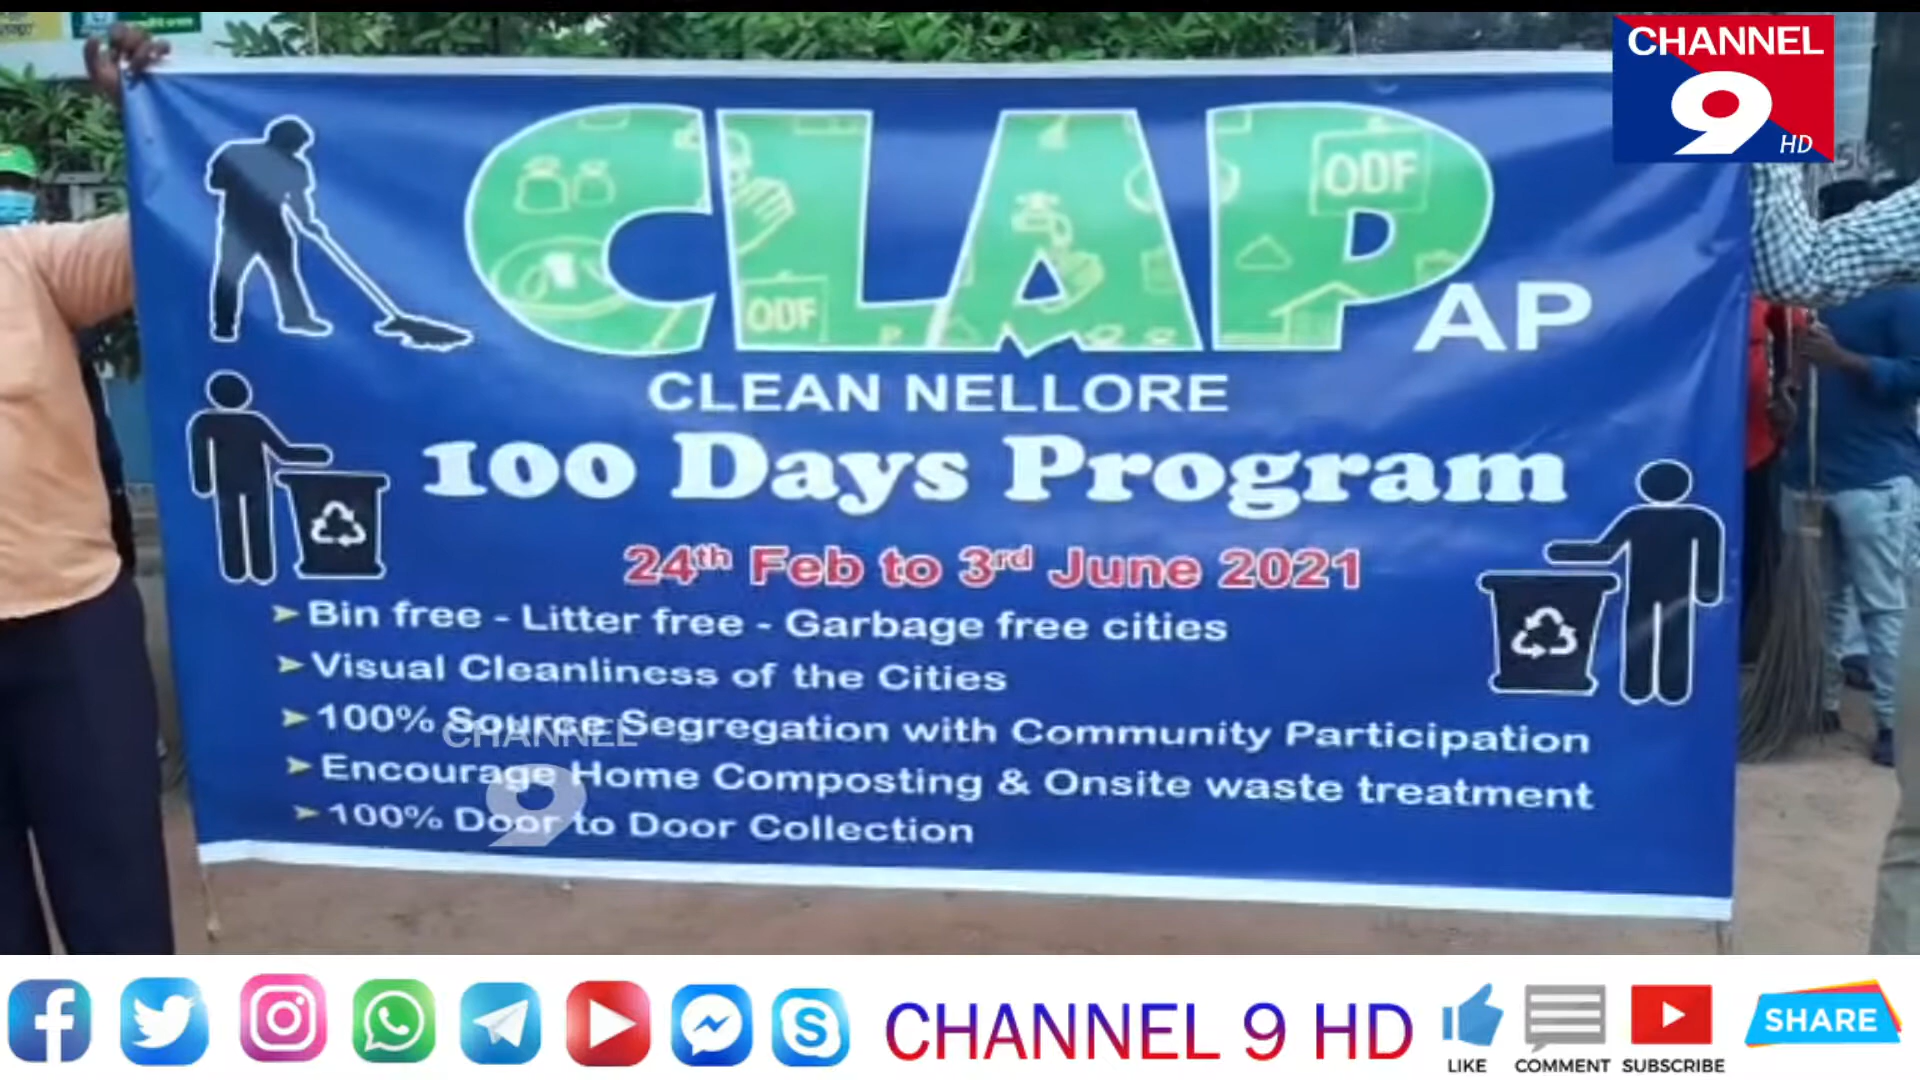 CHANNEL
9
HD
CLAP AP
ODF
ODF
CLEAN NELLORE
100 Days Program
24th Feb to 3rd June 2021
➤ Bin free - Litter free - Garbage free cities
➤ Visual Cleanliness of the Cities
➤ 100% Source Segregation with Community Participation
➤ Encourage Home Composting & Onsite waste treatment
➤ 100% Door to Door Collection
CHANNEL
9
CHANNEL 9 HD
LIKE
COMMENT
SUBSCRIBE
SHARE